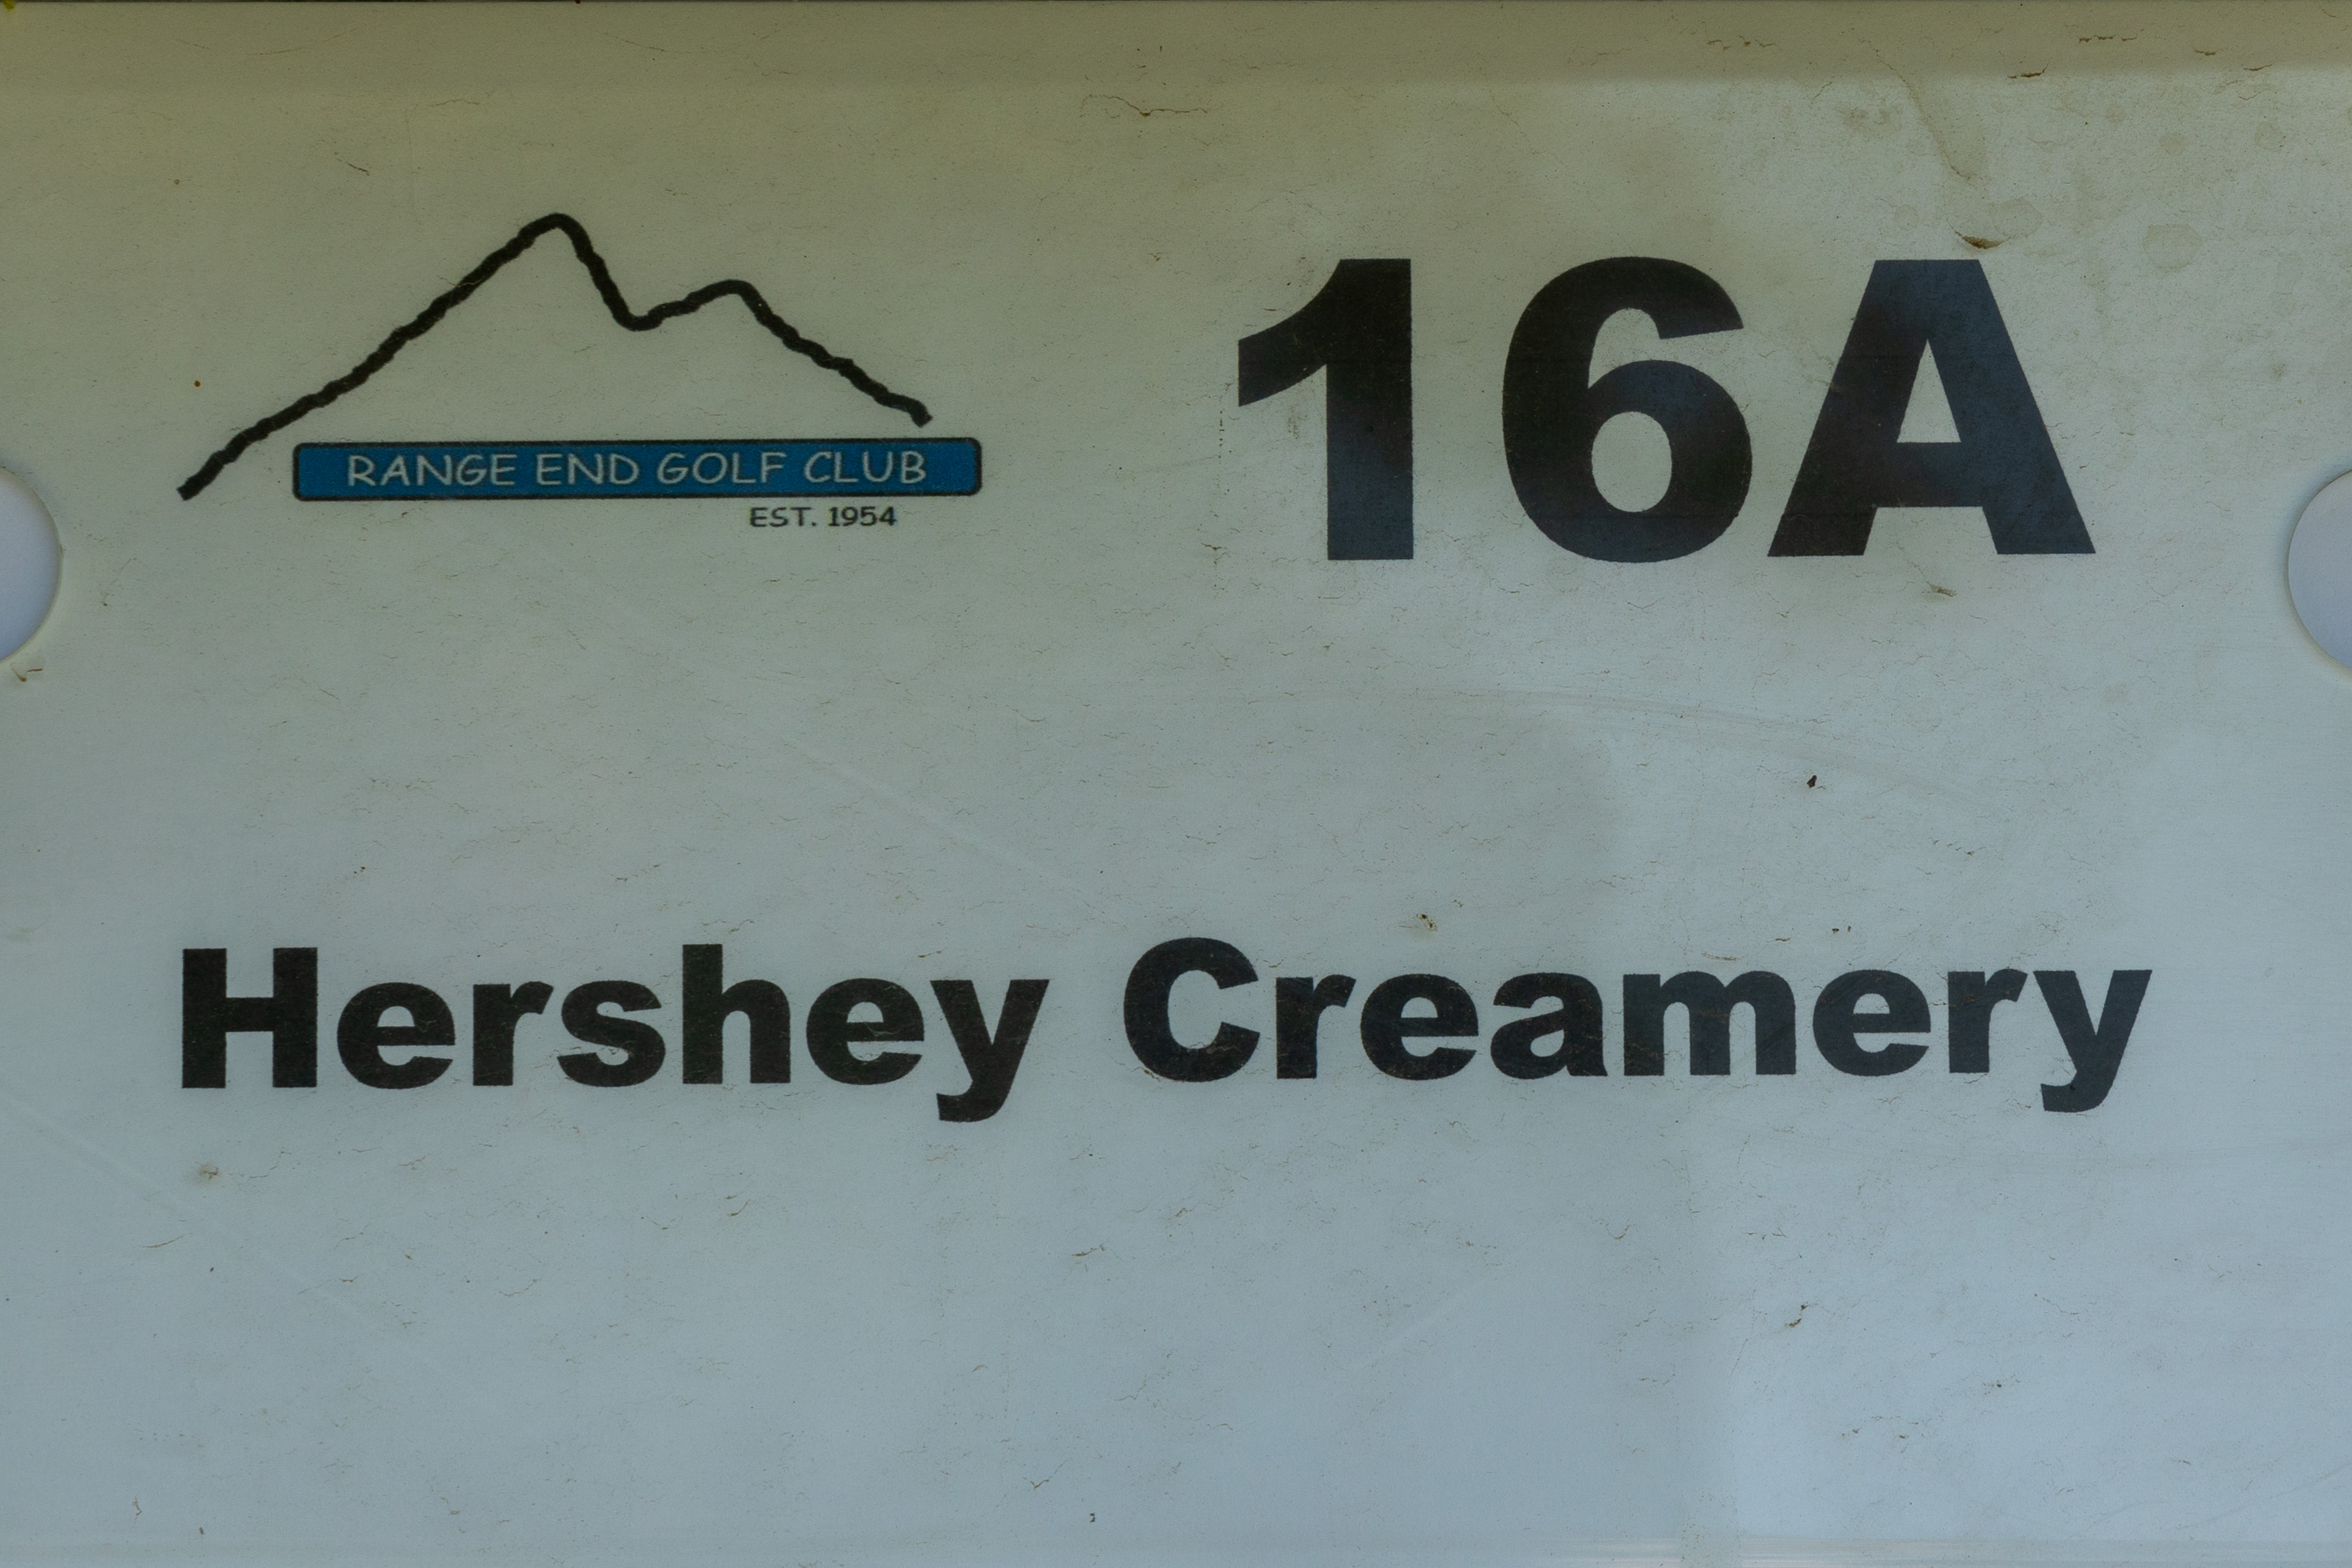 RANGE END GOLF CLUB
EST. 1954
16A
Hershey Creamery